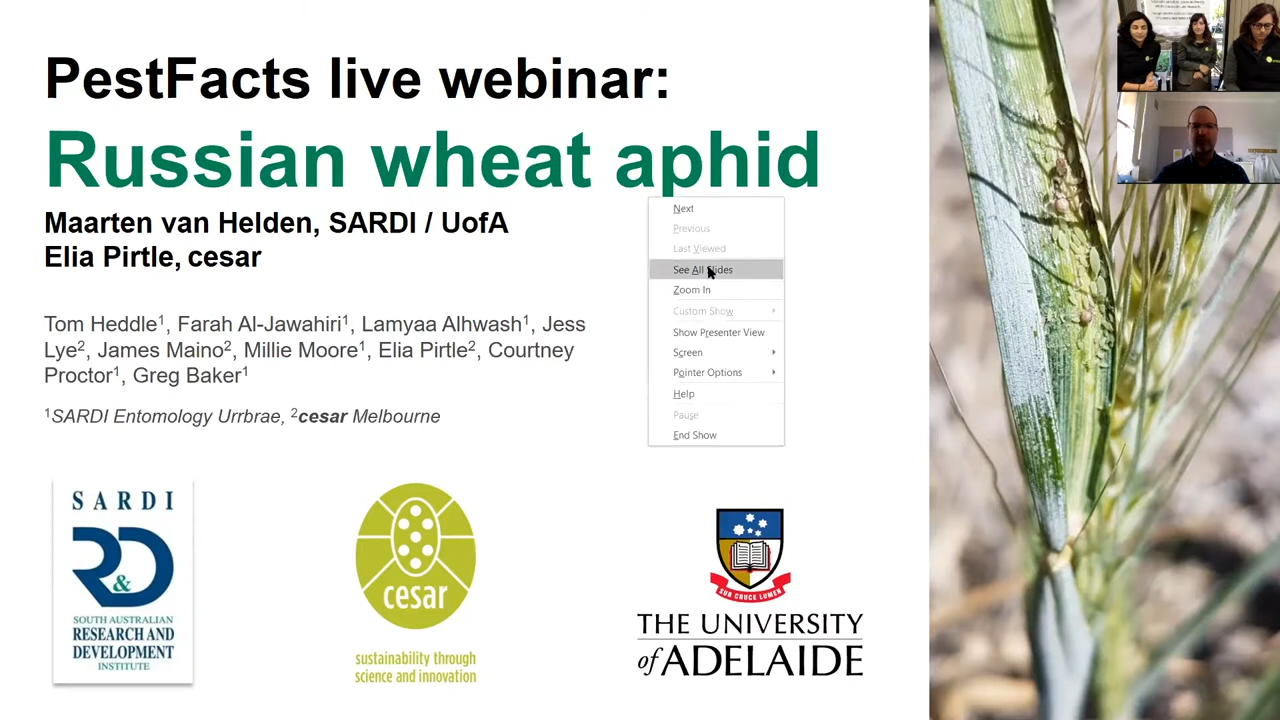 PestFacts live webinar:
Russian wheat aphid
Maarten van Helden, SARDI / UofA
Elia Pirtle, cesar
Tom Heddle¹, Farah Al-Jawahiri¹, Lamyaa Alhwash¹, Jess
Lye², James Maino², Millie Moore¹, Elia Pirtle², Courtney
Proctor¹, Greg Baker¹
¹SARDI Entomology Urrbrae, ²cesar Melbourne
Next
Previous
Last Viewed
See All Slides
Zoom In
Custom Show
Show Presenter View
Screen
Pointer Options
Help
Pause
End Show
SARDI
R&D
SOUTH AUSTRALIAN
RESEARCH AND
DEVELOPMENT
INSTITUTE
cesar
sustainability through
science and innovation
SUB CRUCE LUMEN
THE UNIVERSITY
of ADELAIDE